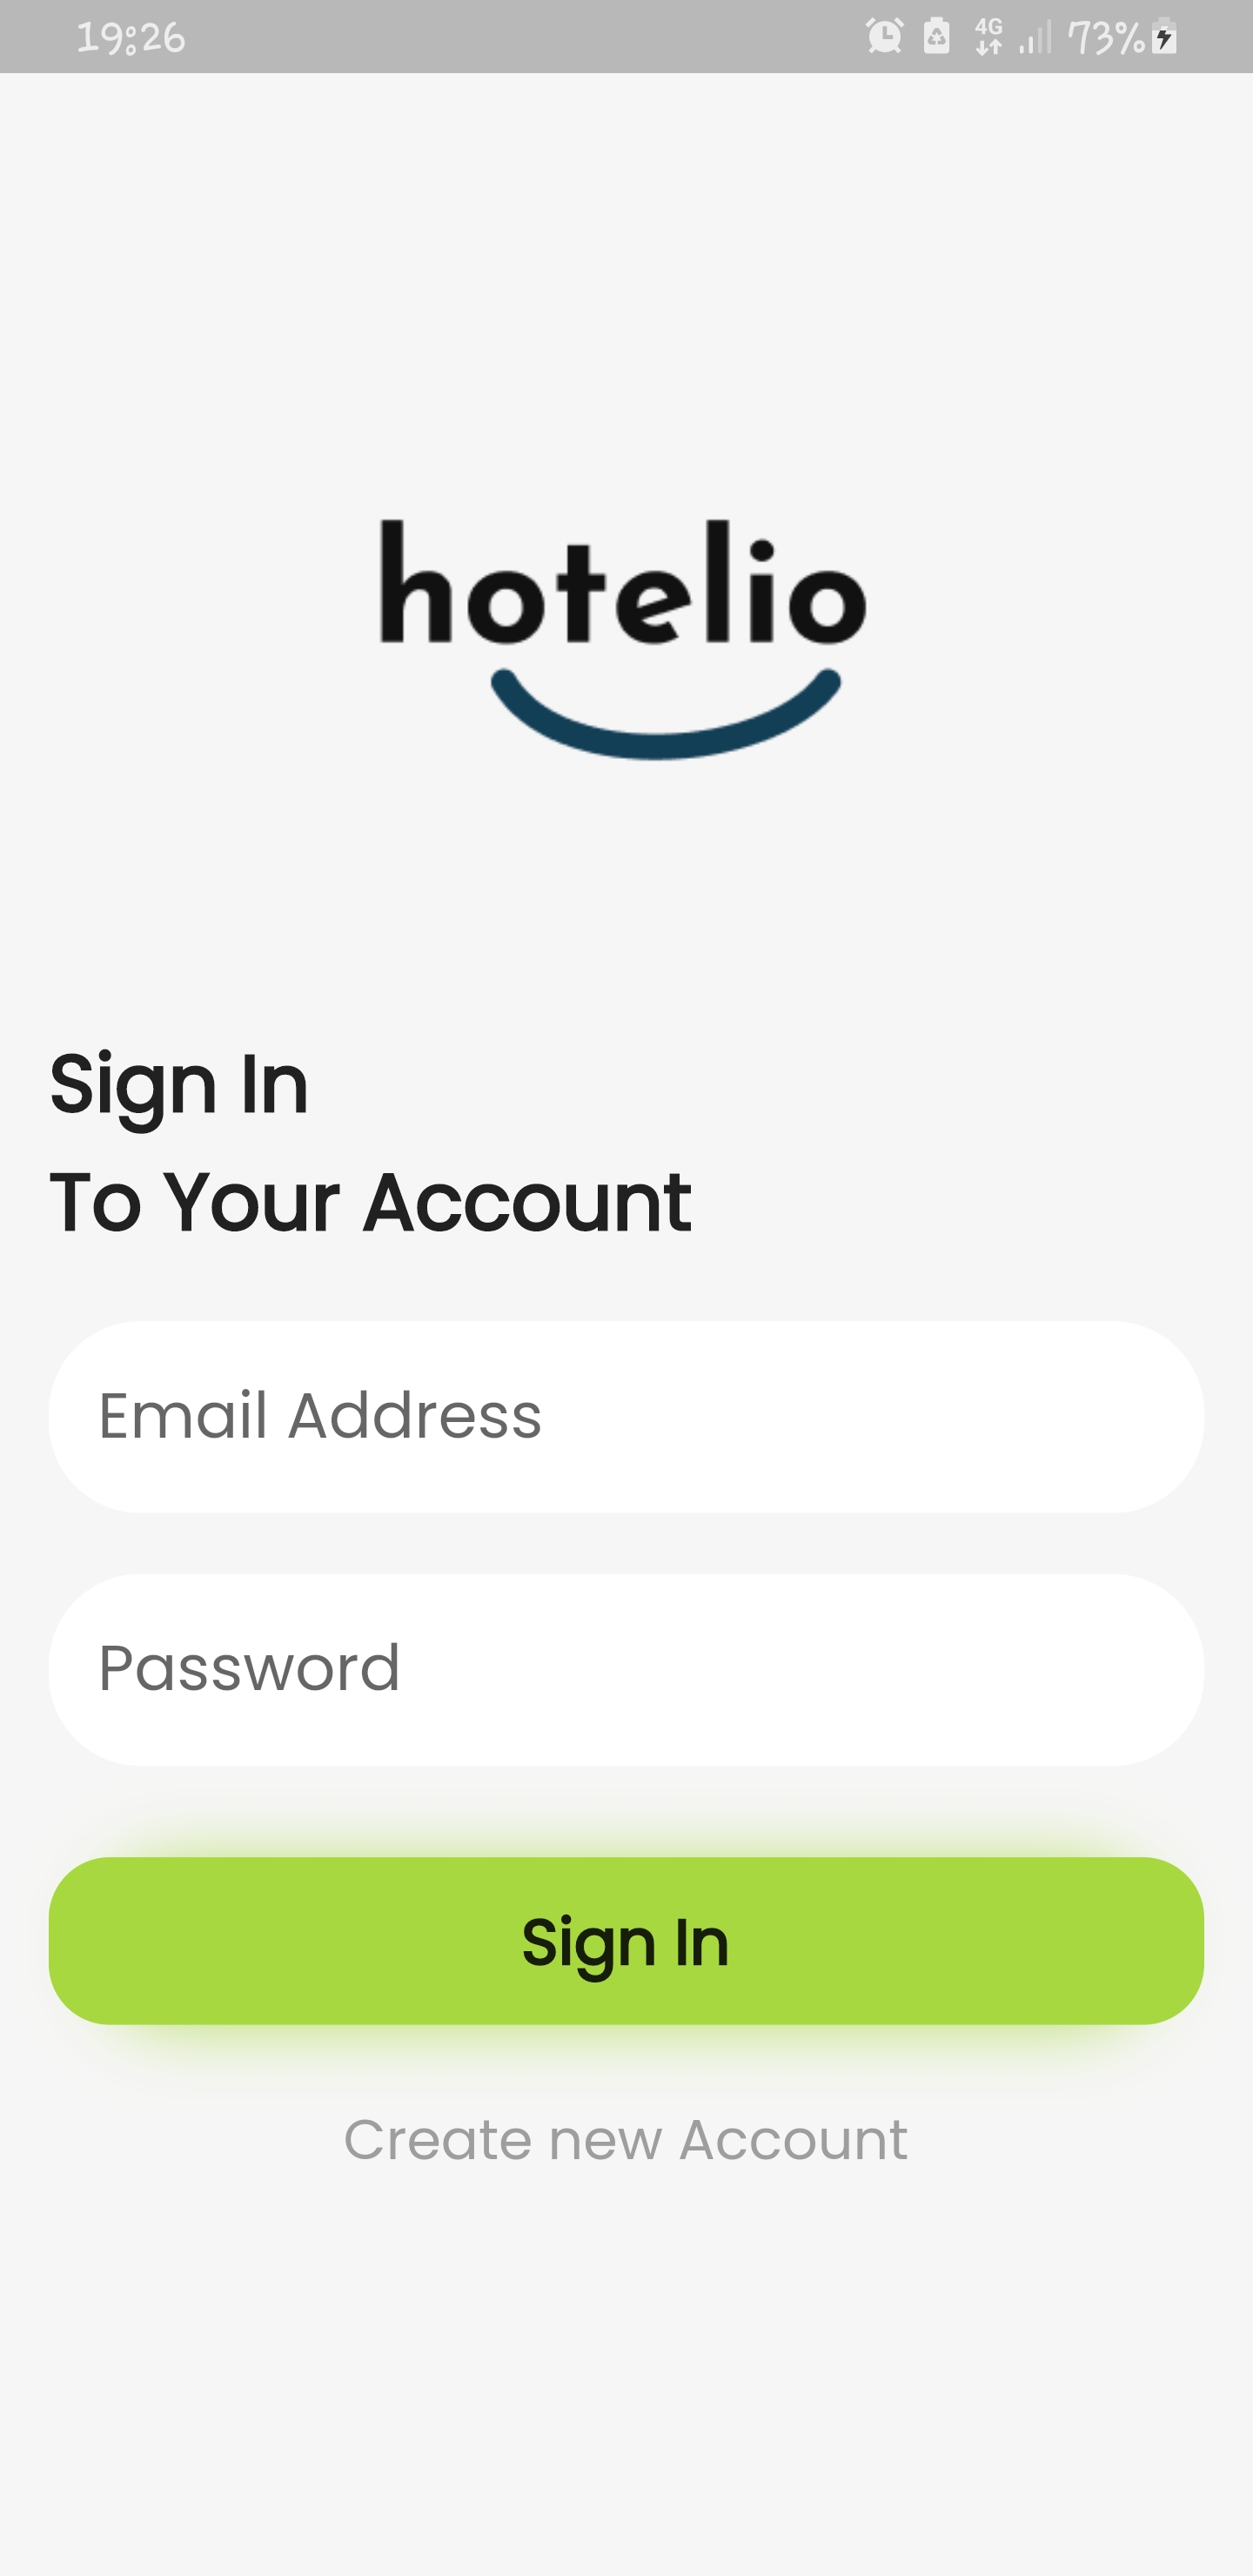 19:26 4G 73%
hotelio
Sign In
To Your Account
Email Address
Password
Sign In
Create new Account